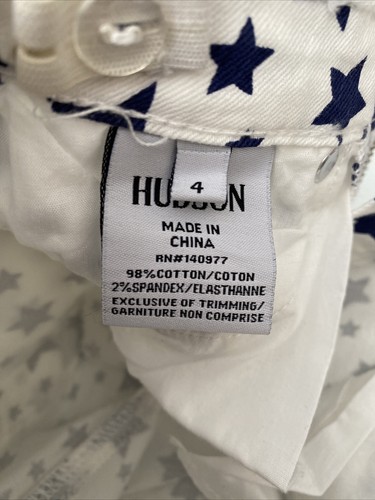 4
HUDSON
MADE IN
CHINA
RN#140977
98%COTTON/COTON
2%SPANDEX/ELASTHANNE
EXCLUSIVE OF TRIMMING/
GARNITURE NON COMPRISE